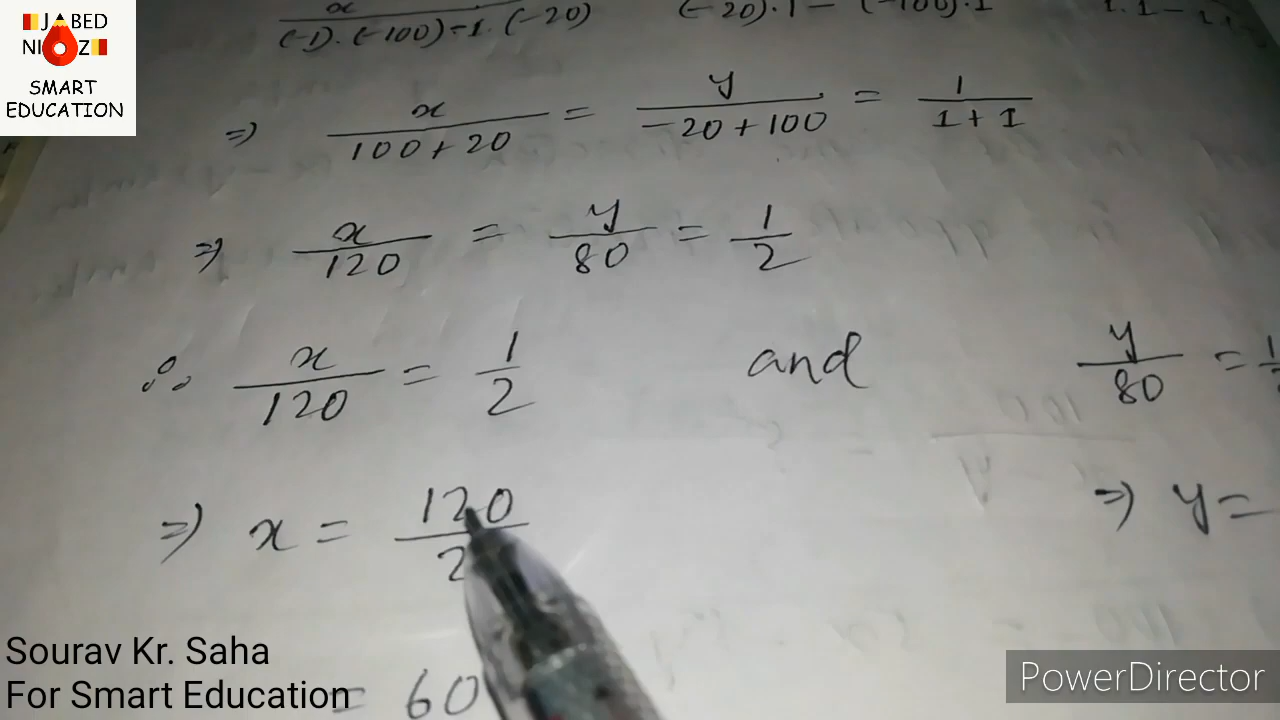 JABED
NIROZ
SMART
EDUCATION
x/((-1).(-100)-1.(-20)) (-20).1-(-100).1
=> x/(100+20) = y/(-20+100) = 1/(1+1)
=> x/120 = y/80 = 1/2
∴ x/120 = 1/2 and y/80 =
=> x = 120/2 => y =
= 60
Sourav Kr. Saha
For Smart Education
PowerDirector